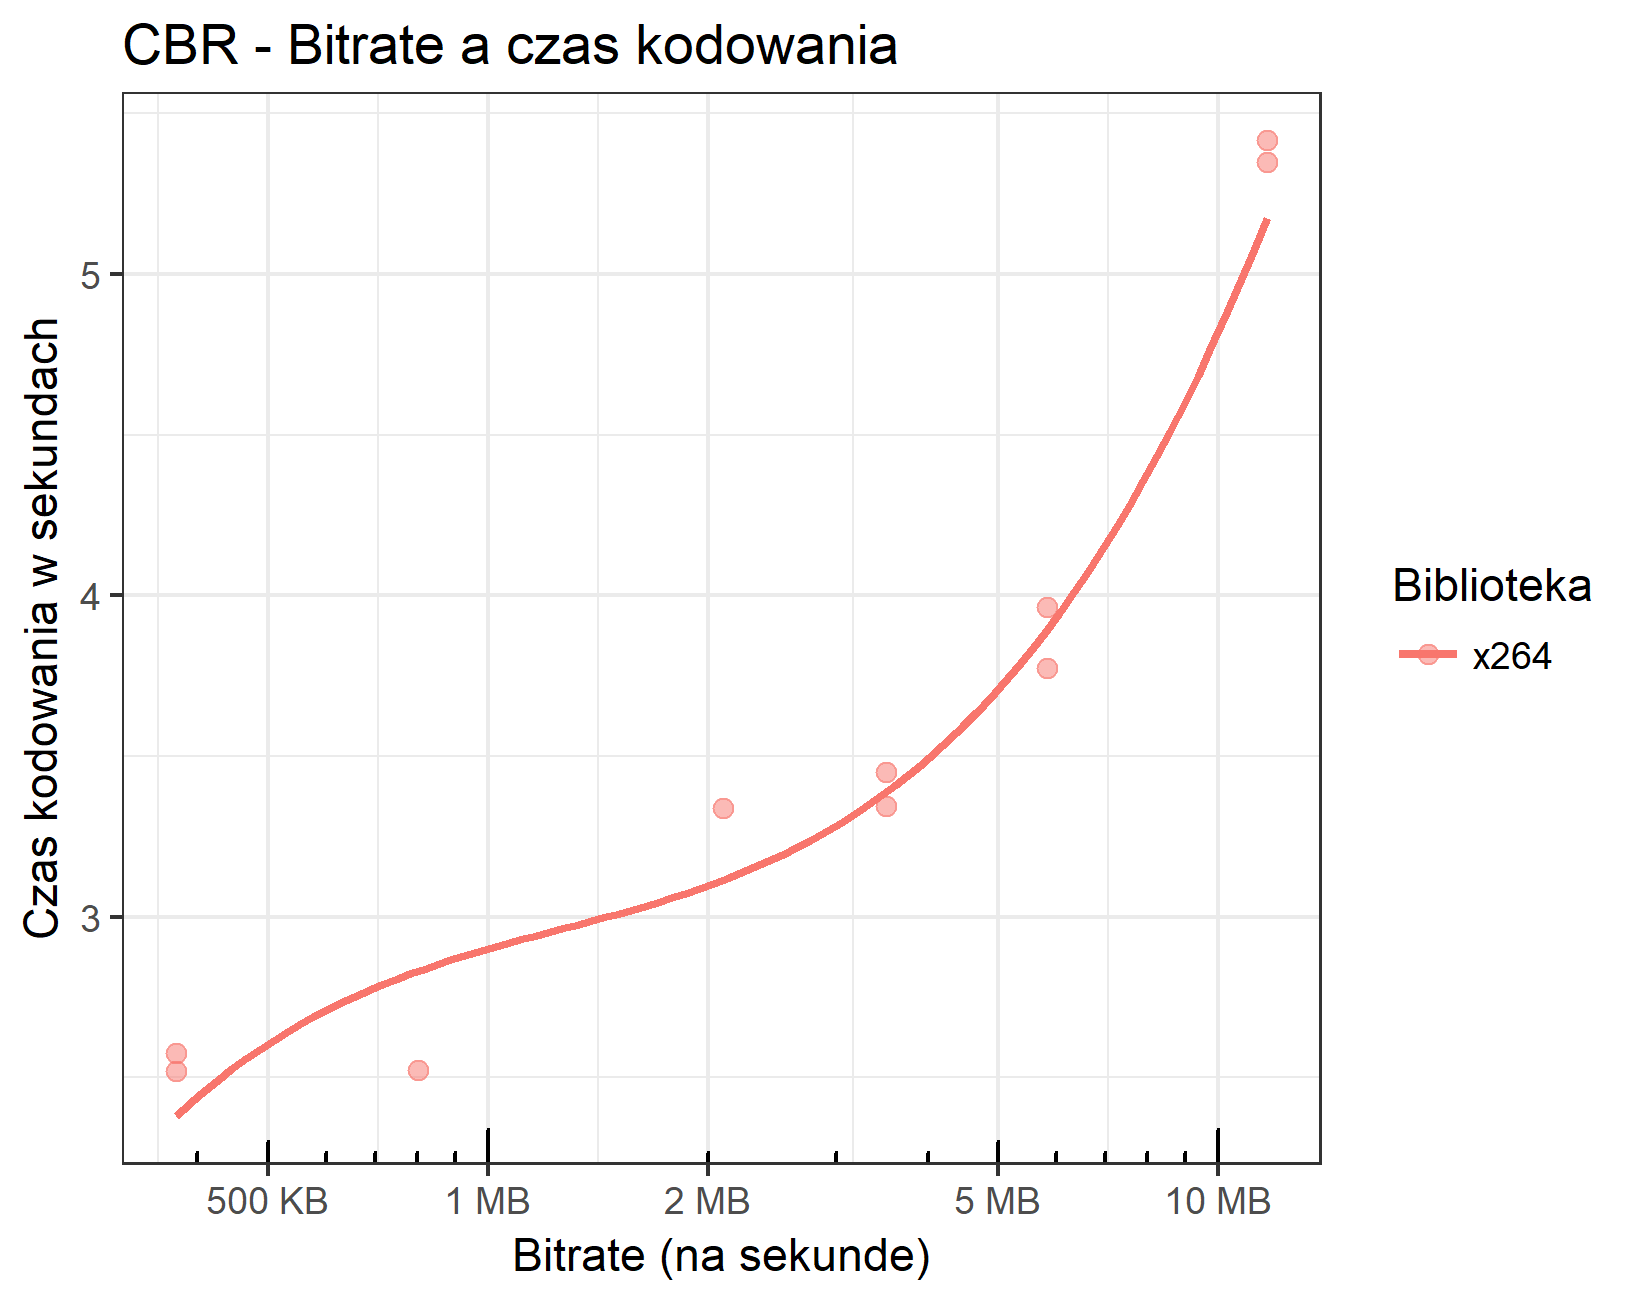 CBR - Bitrate a czas kodowania
Czas kodowania w sekundach
5
4
3
500 KB
1 MB
2 MB
5 MB
10 MB
Bitrate (na sekunde)
Biblioteka
x264